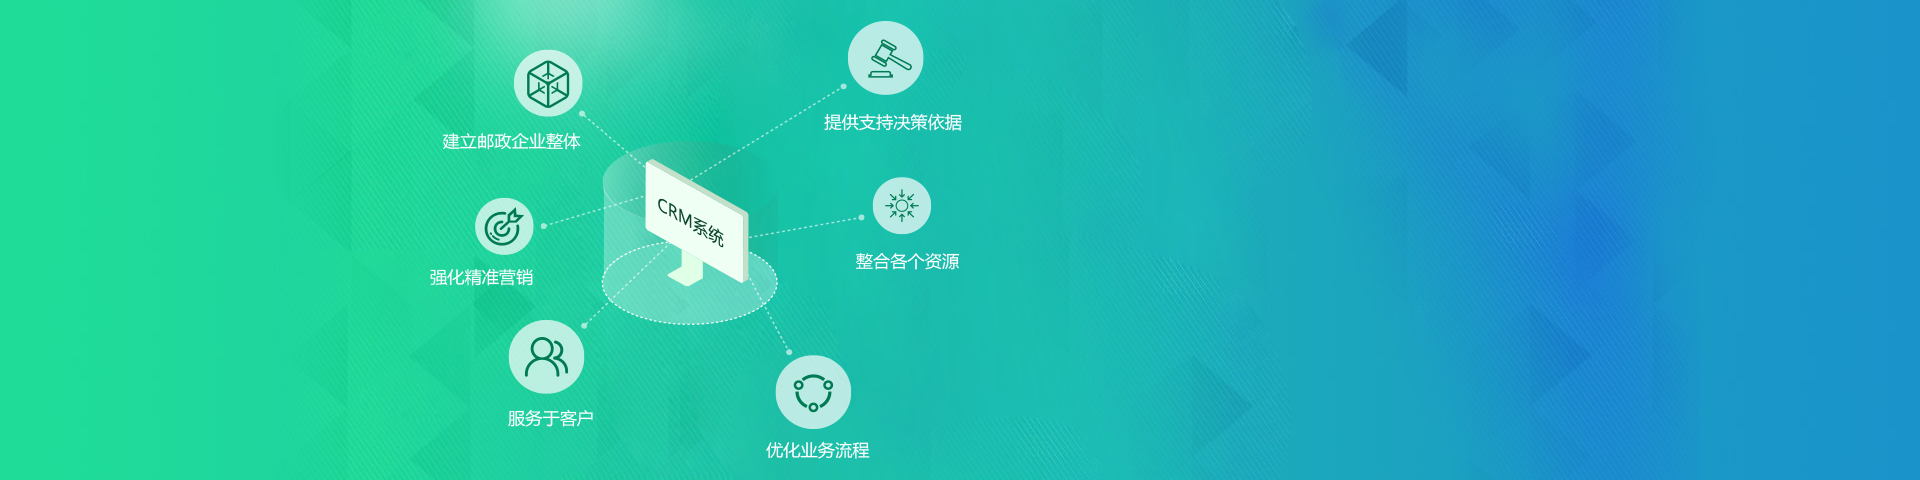 提供支持决策依据
建立邮政企业整体
CRM系统
整合各个资源
强化精准营销
服务于客户
优化业务流程